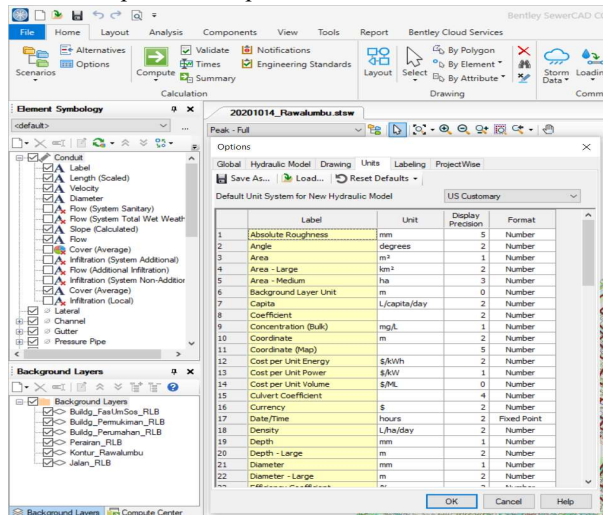 Bentley SewerCAD C
File Home Layout Analysis Components View Tools Report Bentley Cloud Services
Scenarios
Alternatives
Options
Compute
Validate
Times
Summary
Notifications
Engineering Standards
Calculation
Layout
Select
By Polygon
By Element
By Attribute
Drawing
Storm Data
Loadin
Comm
Element Symbology
<default>
Conduit
Label
Length (Scaled)
Velocity
Diameter
Flow (System Sanitary)
Flow (System Total Wet Weath
Slope (Calculated)
Flow
Cover (Average)
Infiltration (System Additional)
Flow (Additional Infiltration)
Infiltration (System Non-Addition
Cover (Average)
Infiltration (Local)
Lateral
Channel
Gutter
Pressure Pipe
Background Layers
Background Layers
Buildg_FasUmSos_RLB
Buildg_Permukiman_RLB
Buildg_Perumahan_RLB
Perairan_RLB
Kontur_Rawalumbu
Jalan_RLB
Background Layers Compute Center
20201014_Rawalumbu.stsw
Peak - Full
Options
Global Hydraulic Model Drawing Units Labeling ProjectWise
Save As... Load... Reset Defaults
Default Unit System for New Hydraulic Model US Customary
Label Unit Display Precision Format
1 Absolute Roughness mm 5 Number
2 Angle degrees 2 Number
3 Area m² 1 Number
4 Area - Large km² 2 Number
5 Area - Medium ha 3 Number
6 Background Layer Unit m 0 Number
7 Capita L/capita/day 2 Number
8 Coefficient 2 Number
9 Concentration (Bulk) mg/L 1 Number
10 Coordinate m 2 Number
11 Coordinate (Map) 5 Number
12 Cost per Unit Energy $/kWh 2 Number
13 Cost per Unit Power $/kW 1 Number
14 Cost per Unit Volume $/ML 0 Number
15 Culvert Coefficient 4 Number
16 Currency $ 2 Number
17 Date/Time hours 2 Fixed Point
18 Density L/ha/day 2 Number
19 Depth mm 1 Number
20 Depth - Large m 2 Number
21 Diameter mm 1 Number
22 Diameter - Large m 2 Number
OK Cancel Help